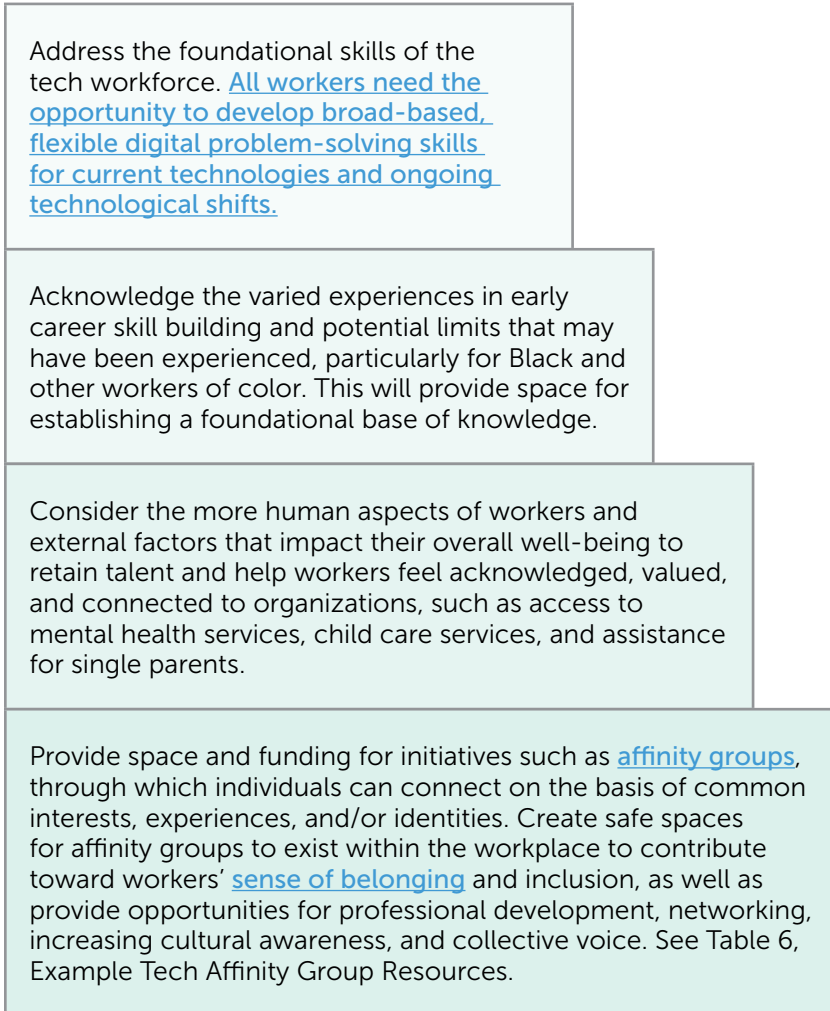 Address the foundational skills of the
tech workforce. All workers need the
opportunity to develop broad-based,
flexible digital problem-solving skills
for current technologies and ongoing
technological shifts.
Acknowledge the varied experiences in early
career skill building and potential limits that may
have been experienced, particularly for Black and
other workers of color. This will provide space for
establishing a foundational base of knowledge.
Consider the more human aspects of workers and
external factors that impact their overall well-being to
retain talent and help workers feel acknowledged, valued,
and connected to organizations, such as access to
mental health services, child care services, and assistance
for single parents.
Provide space and funding for initiatives such as affinity groups,
through which individuals can connect on the basis of common
interests, experiences, and/or identities. Create safe spaces
for affinity groups to exist within the workplace to contribute
toward workers’ sense of belonging and inclusion, as well as
provide opportunities for professional development, networking,
increasing cultural awareness, and collective voice. See Table 6,
Example Tech Affinity Group Resources.